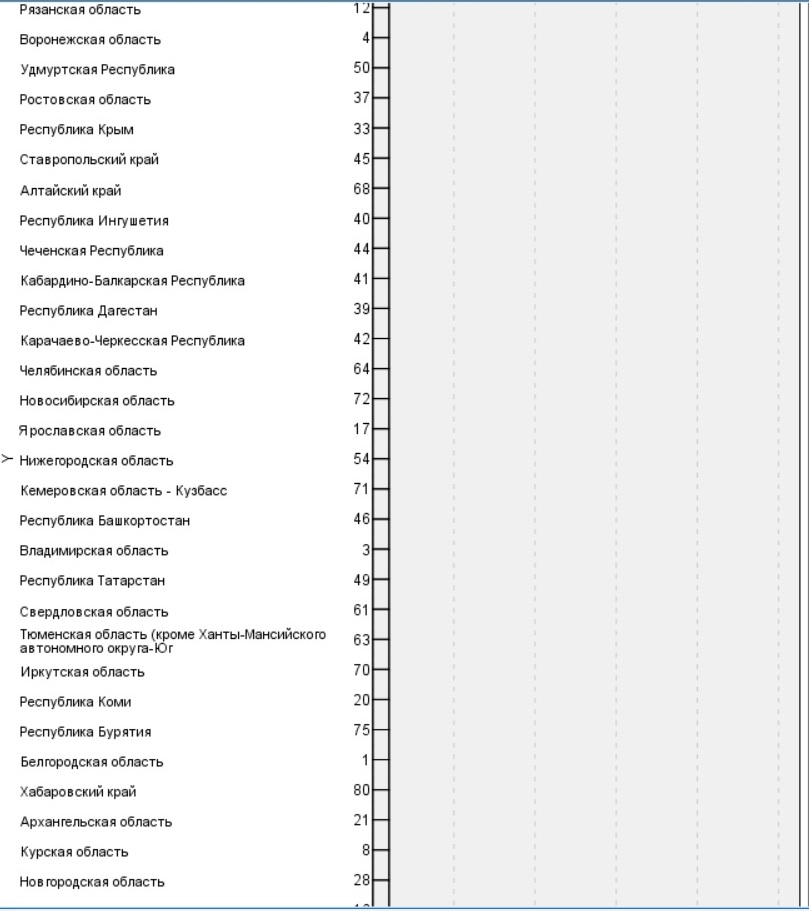 Рязанская область 12
Воронежская область 4
Удмуртская Республика 50
Ростовская область 37
Республика Крым 33
Ставропольский край 45
Алтайский край 68
Республика Ингушетия 40
Чеченская Республика 44
Кабардино-Балкарская Республика 41
Республика Дагестан 39
Карачаево-Черкесская Республика 42
Челябинская область 64
Новосибирская область 72
Ярославская область 17
Y Нижегородская область 54
Кемеровская область - Кузбасс 71
Республика Башкортостан 46
Владимирская область 3
Республика Татарстан 49
Свердловская область 61
Тюменская область (кроме Ханты-Мансийского
автономного округа-Юг 63
Иркутская область 70
Республика Коми 20
Республика Бурятия 75
Белгородская область 1
Хабаровский край 80
Архангельская область 21
Курская область 8
Новгородская область 28